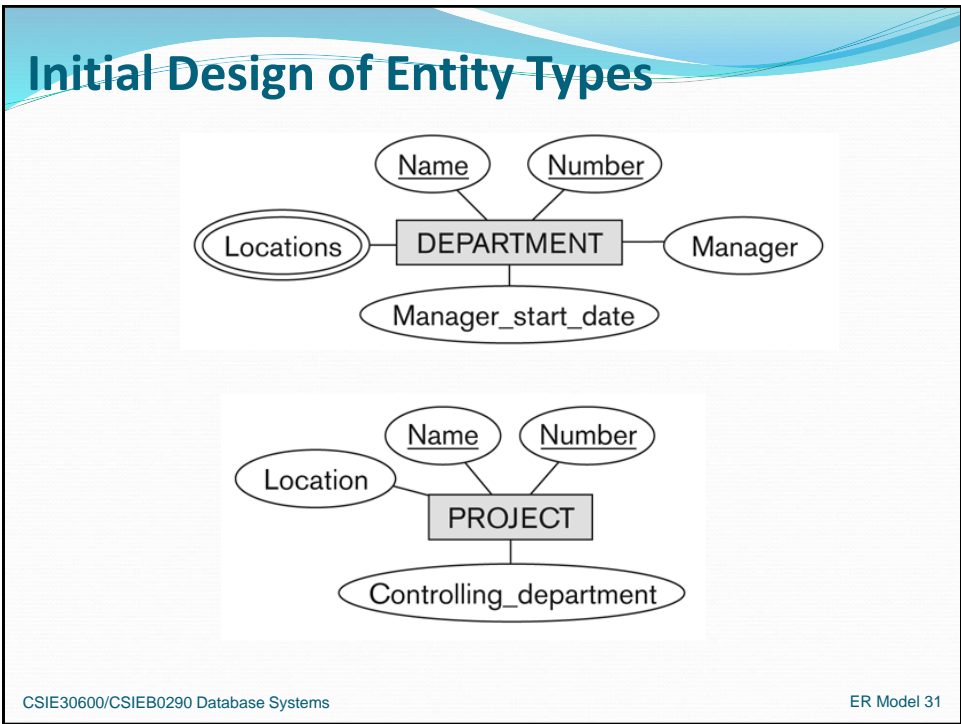 Initial Design of Entity Types
Name Number
Locations DEPARTMENT Manager
Manager_start_date
Name Number
Location
PROJECT
Controlling_department
CSIE30600/CSIEB0290 Database Systems ER Model 31